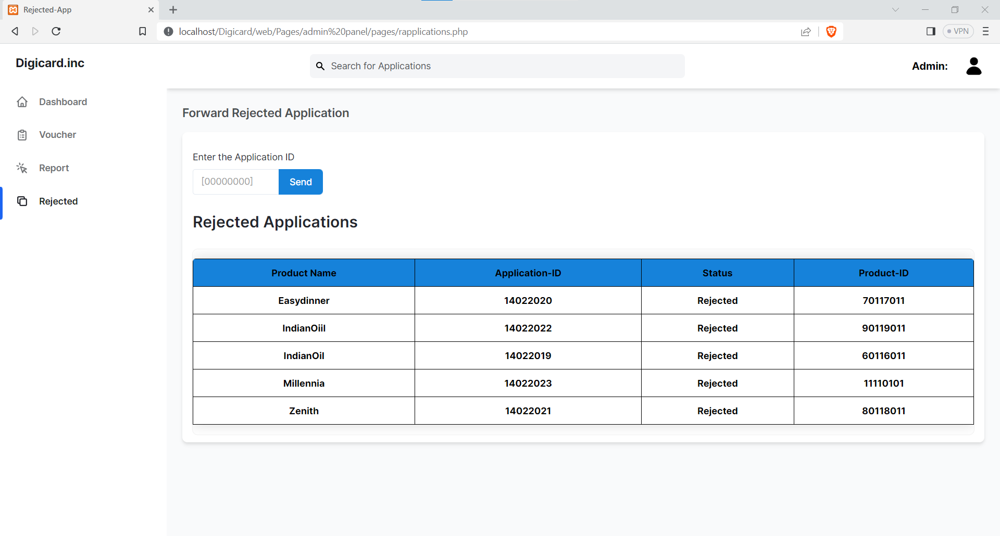 Rejected-App
localhost/Digicard/web/Pages/admin%20panel/pages/rapplications.php
VPN
Digicard.inc
Search for Applications
Admin:
Dashboard
Voucher
Report
Rejected
Forward Rejected Application
Enter the Application ID
[00000000] Send
Rejected Applications
Product Name Application-ID Status Product-ID
Easydinner 14022020 Rejected 70117011
IndianOiil 14022022 Rejected 90119011
IndianOil 14022019 Rejected 60116011
Millennia 14022023 Rejected 11110101
Zenith 14022021 Rejected 80118011